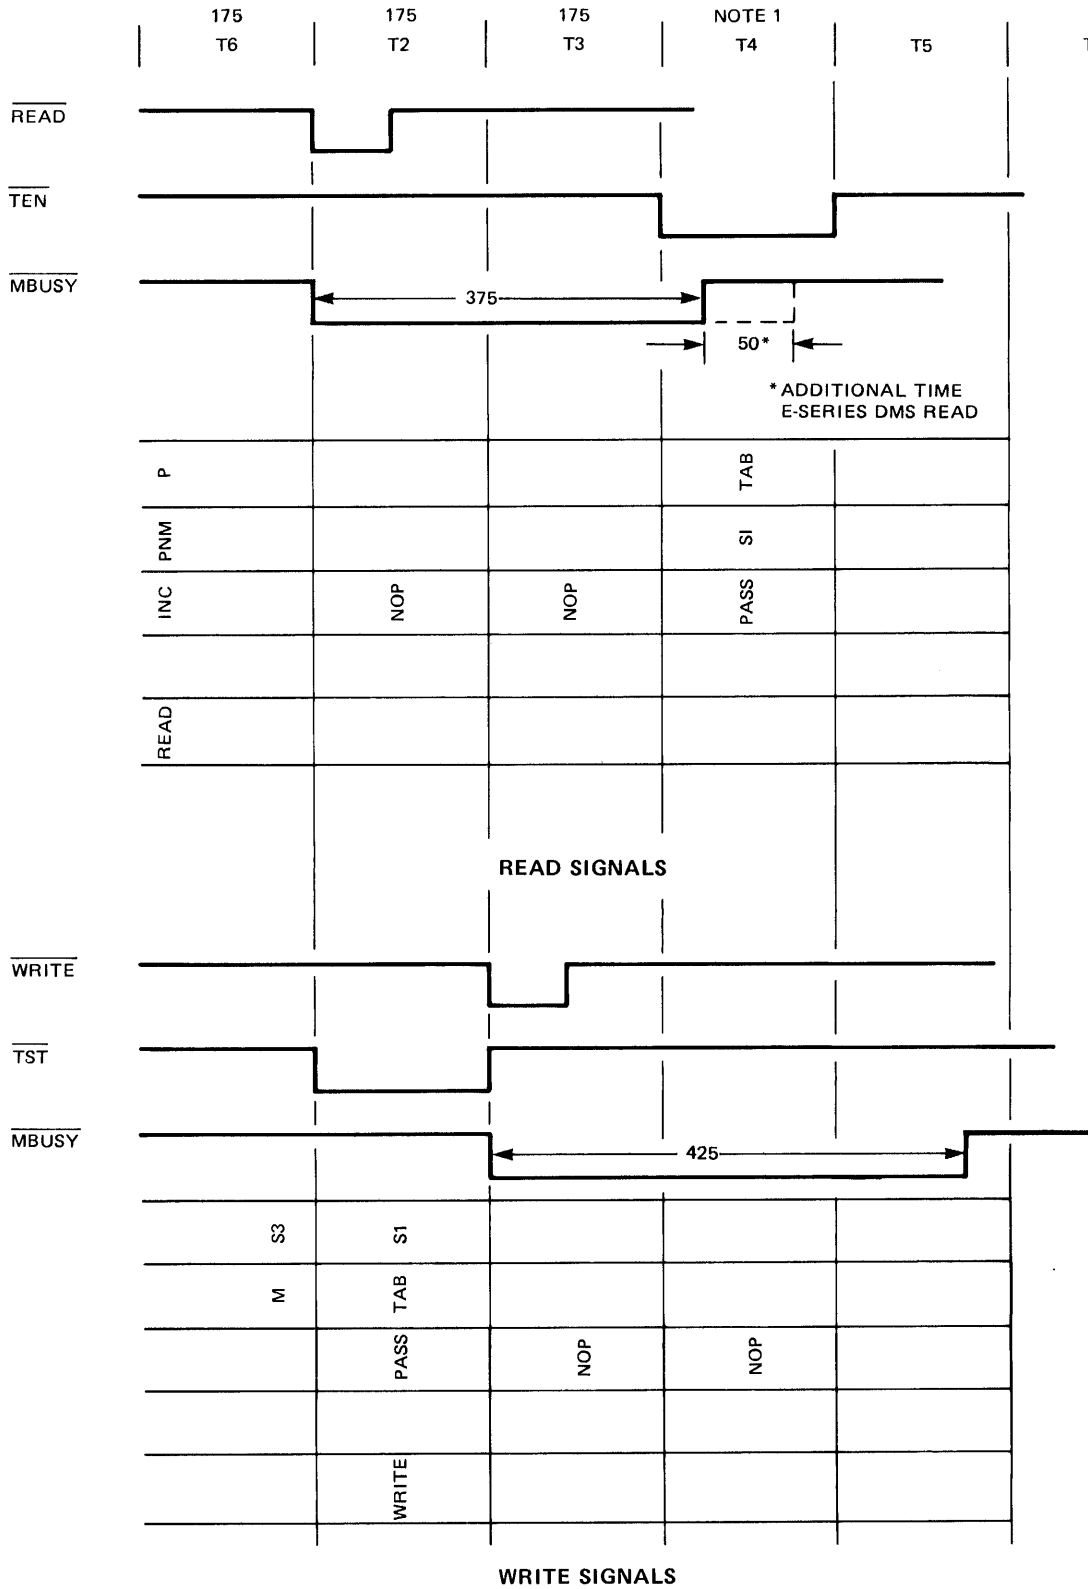 175 175 175 NOTE 1
T6 T2 T3 T4 T5 T
READ
TEN
MBUSY
375
50*
*ADDITIONAL TIME
E-SERIES DMS READ
P TAB
PNM SI
INC NOP NOP PASS
READ
READ SIGNALS
WRITE
TST
MBUSY
425
S3 S1
M TAB
PASS NOP NOP
WRITE
WRITE SIGNALS